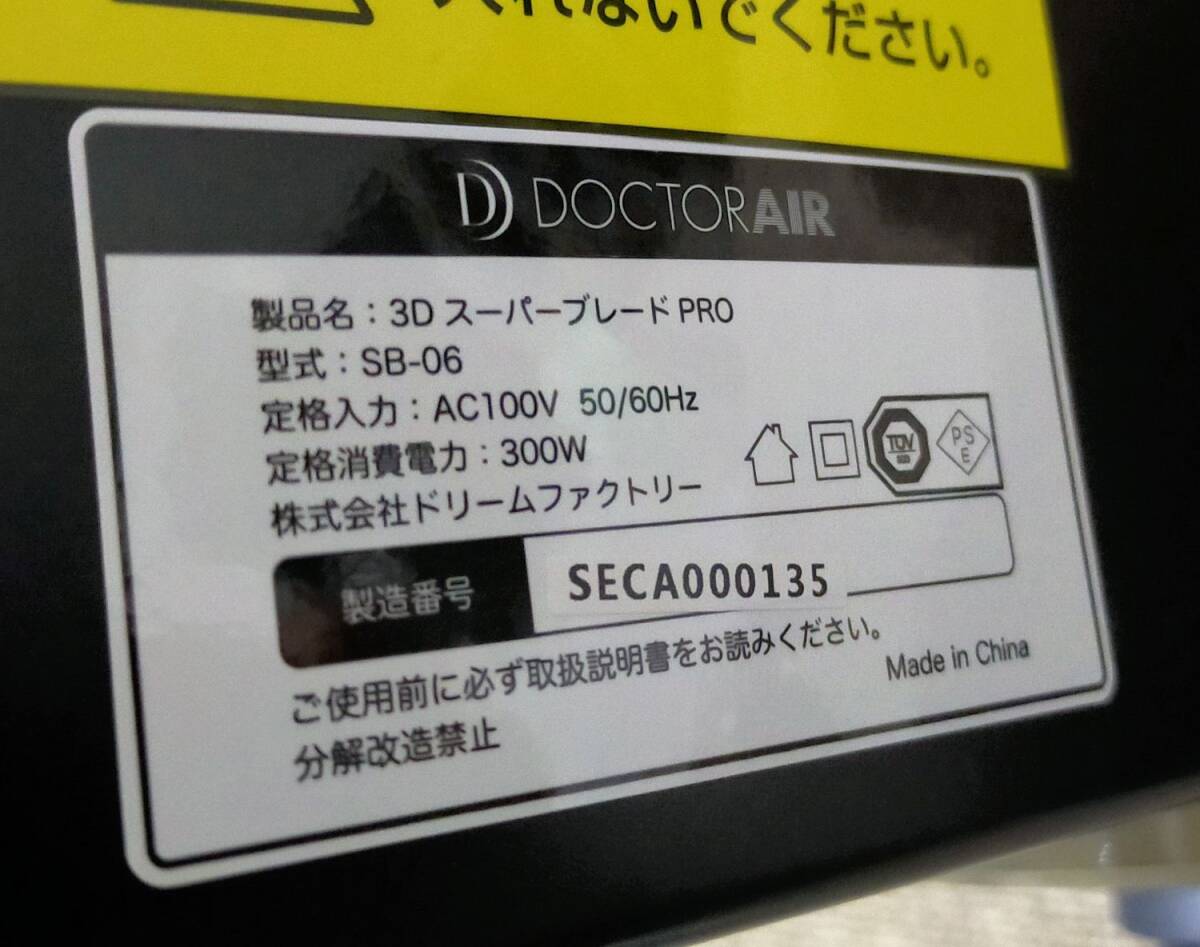 入れないでください。
DOCTORAIR
製品名：3D スーパーブレード PRO
型式：SB-06
定格入力：AC100V 50/60Hz
定格消費電力：300W
株式会社ドリームファクトリー
TÜV
PS
E
製造番号 SECA000135
ご使用前に必ず取扱説明書をお読みください。
Made in China
分解改造禁止